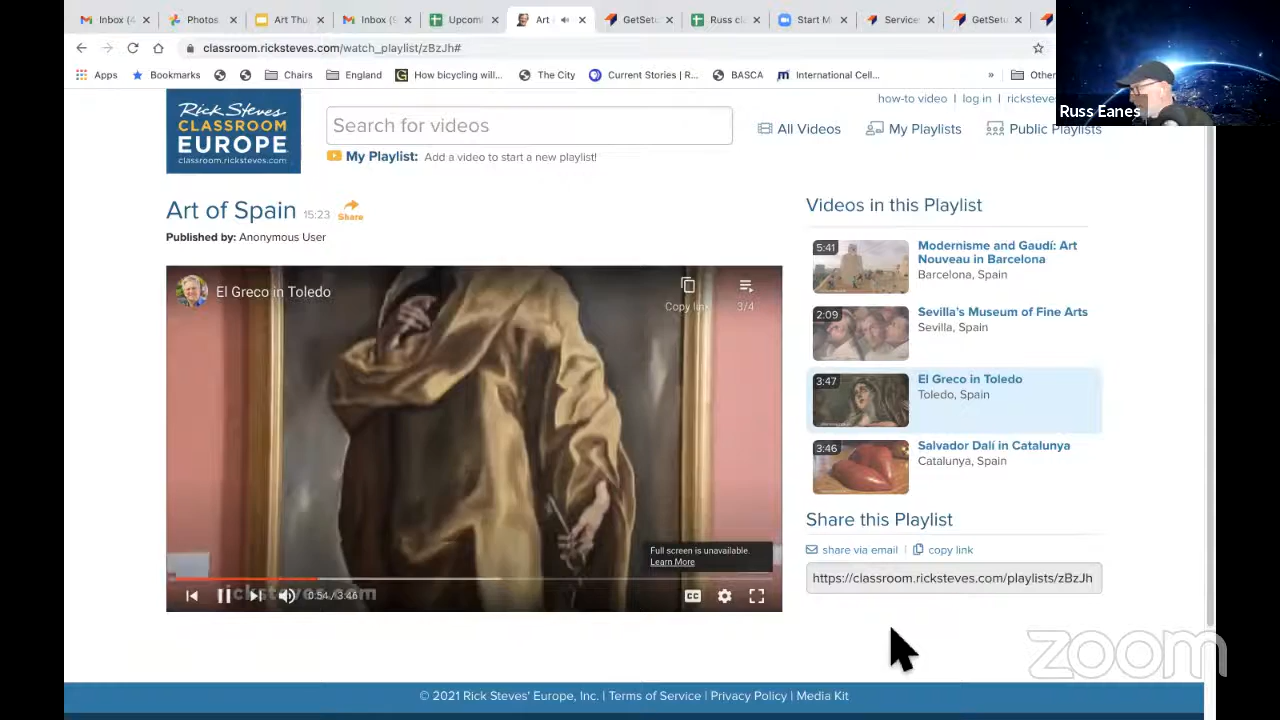 Inbox (4
Photos
Art Thu
Inbox (9
Upcomi
Art
GetSetu
Russ cl
Start M
Service
GetSetu
classroom.ricksteves.com/watch_playlist/zBzJh#
Apps
Bookmarks
Chairs
England
How bicycling will...
The City
Current Stories | R...
BASCA
International Cell...
»
Other
Russ Eanes
Rick Steves
CLASSROOM
EUROPE
classroom.ricksteves.com
how-to video | log in | ricksteves
Search for videos
All Videos
My Playlists
Public Playlists
My Playlist: Add a video to start a new playlist!
Art of Spain 15:23 Share
Published by: Anonymous User
El Greco in Toledo
Copy link
3/4
Full screen is unavailable.
Learn More
0:54 / 3:46
CC
Videos in this Playlist
5:41
Modernisme and Gaudí: Art
Nouveau in Barcelona
Barcelona, Spain
2:09
Sevilla's Museum of Fine Arts
Sevilla, Spain
3:47
El Greco in Toledo
Toledo, Spain
3:46
Salvador Dalí in Catalunya
Catalunya, Spain
Share this Playlist
share via email | copy link
https://classroom.ricksteves.com/playlists/zBzJh
zoom
© 2021 Rick Steves' Europe, Inc. | Terms of Service | Privacy Policy | Media Kit